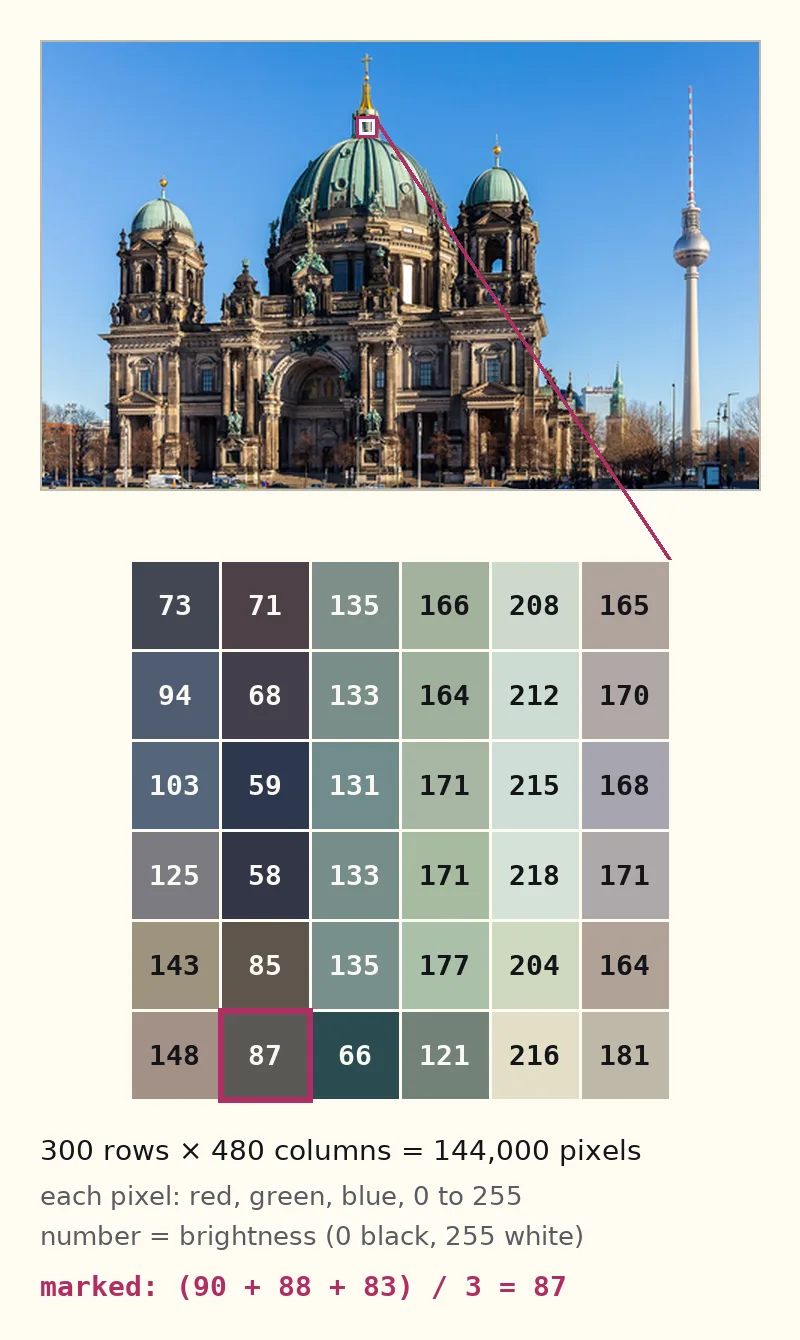 73 71 135 166 208 165
94 68 133 164 212 170
103 59 131 171 215 168
125 58 133 171 218 171
143 85 135 177 204 164
148 87 66 121 216 181
300 rows × 480 columns = 144,000 pixels
each pixel: red, green, blue, 0 to 255
number = brightness (0 black, 255 white)
marked: (90 + 88 + 83) / 3 = 87